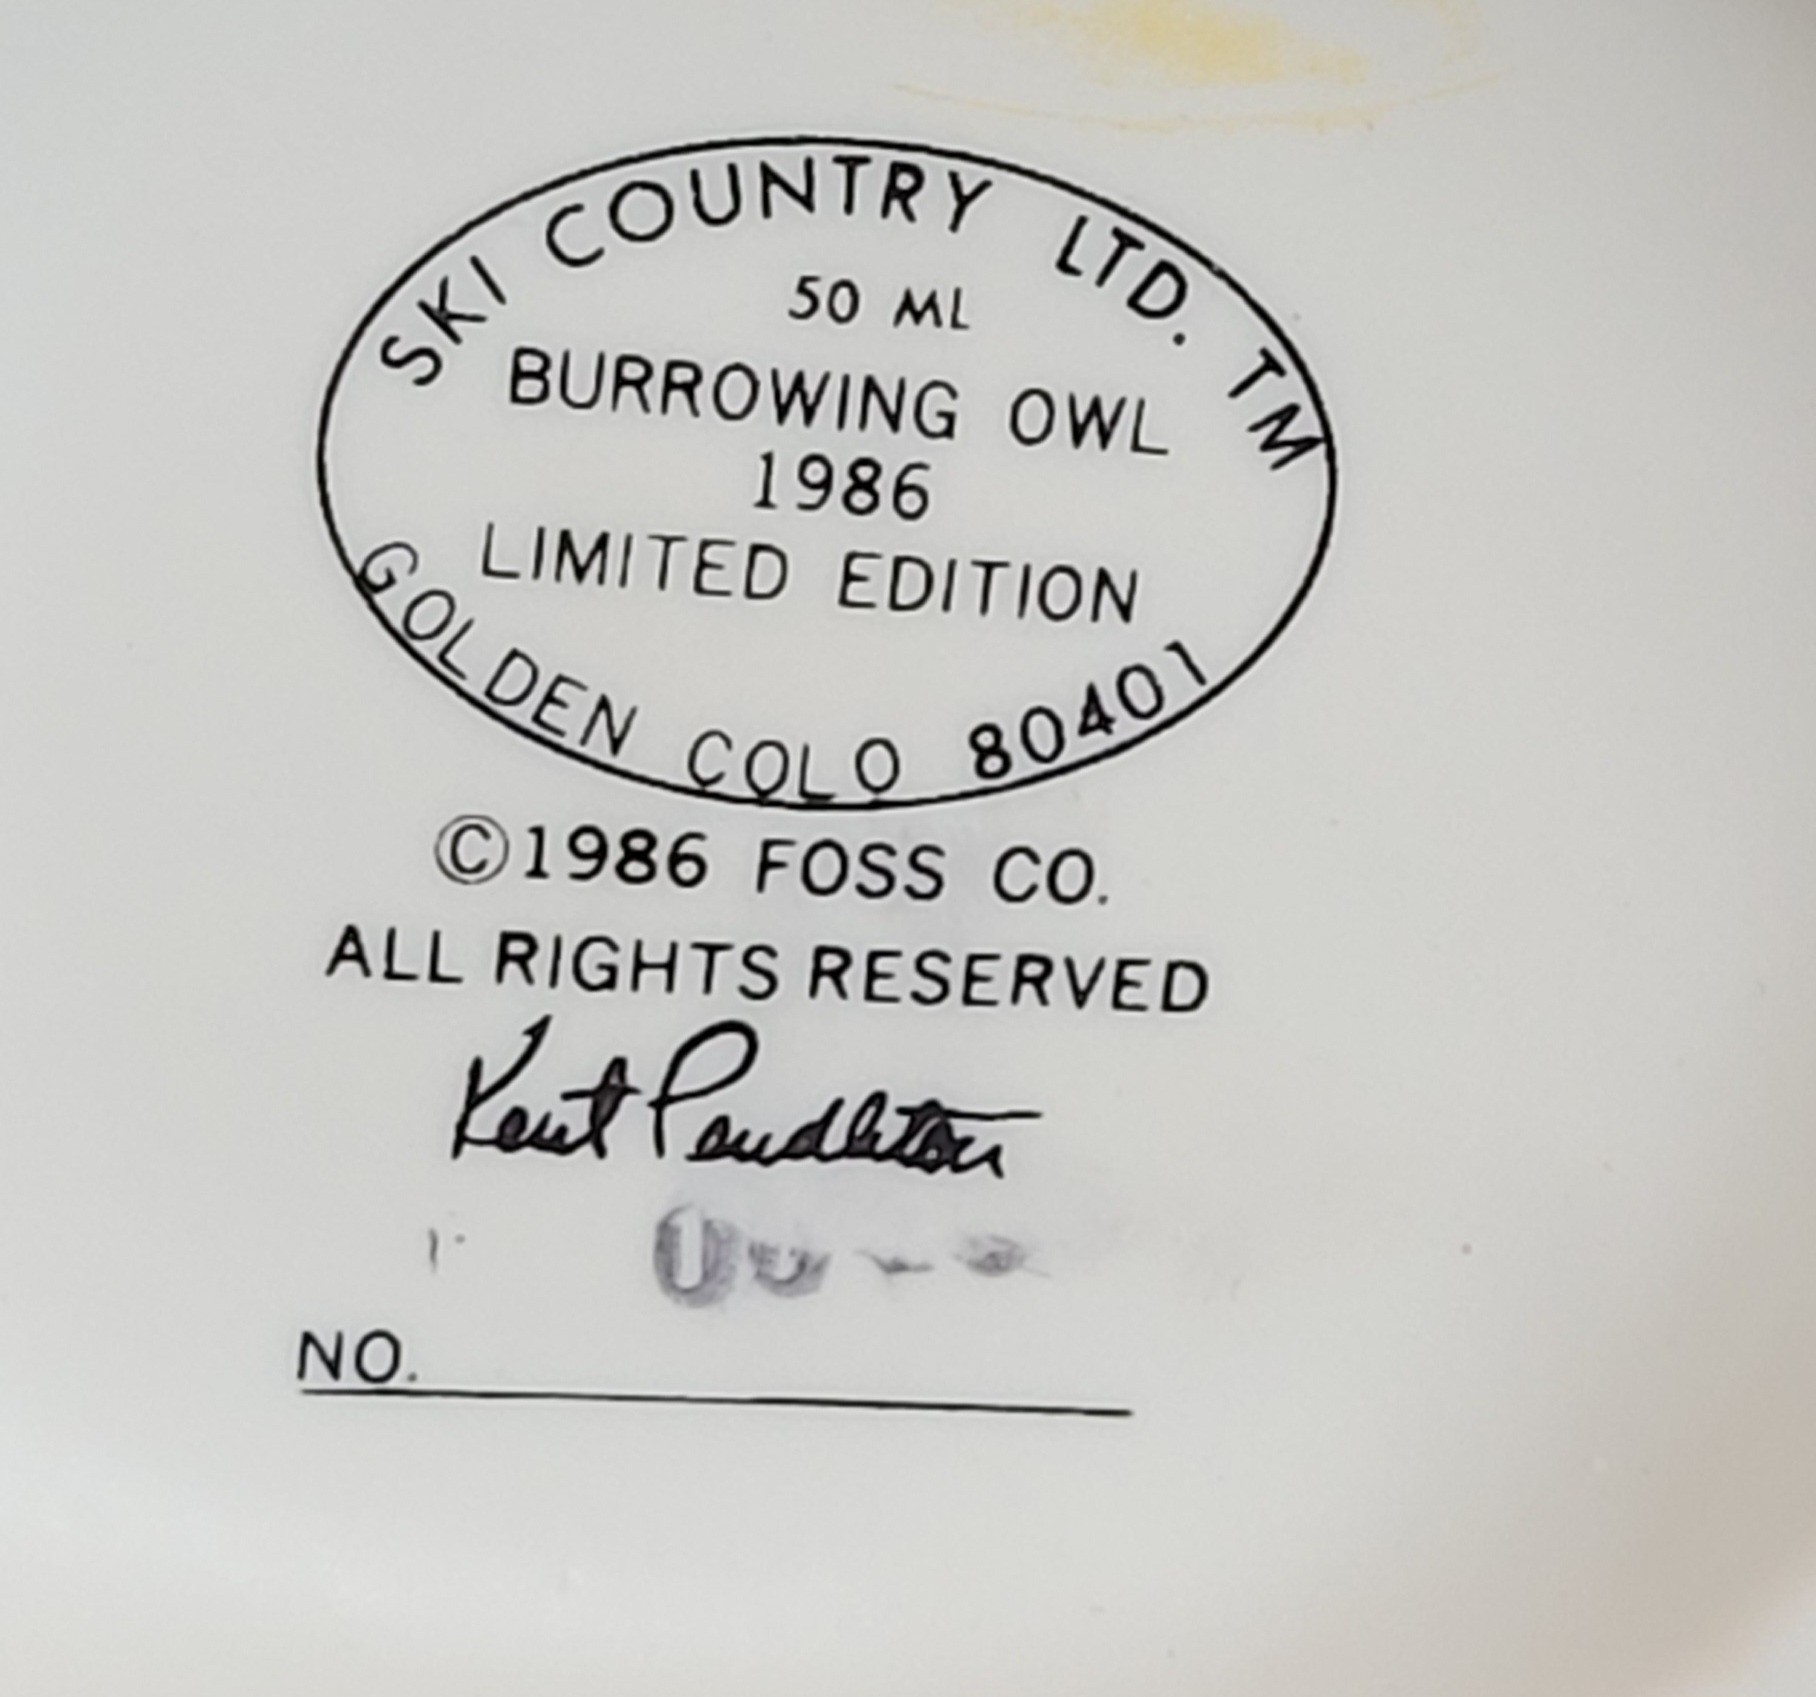 SKI COUNTRY LTD. TM
50 ML
BURROWING OWL
1986
LIMITED EDITION
GOLDEN COLO 80401
©1986 FOSS CO.
ALL RIGHTS RESERVED
Kent Pendleton
NO.